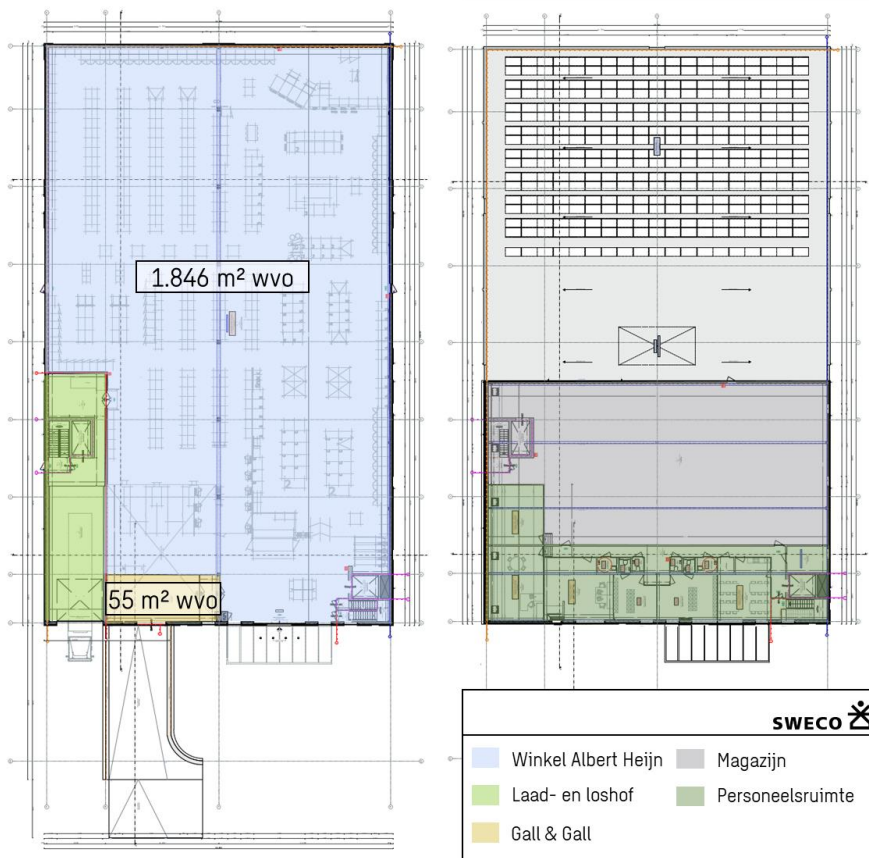 1.846 m² wvo
55 m² wvo
SWECO
Winkel Albert Heijn
Magazijn
Laad- en loshof
Personeelsruimte
Gall & Gall